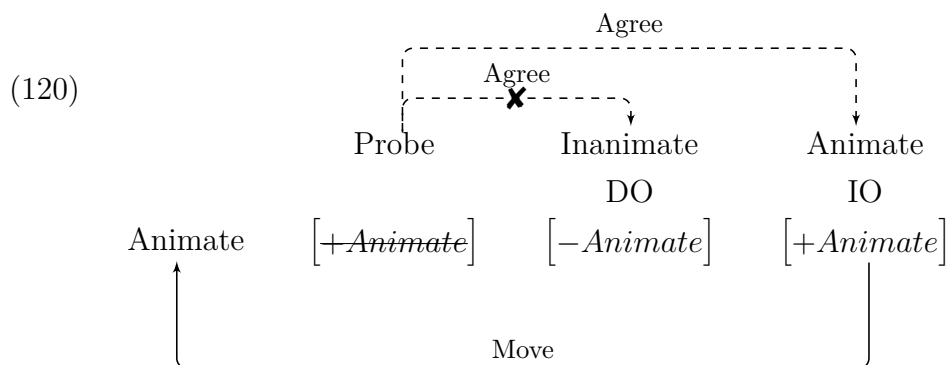 Agree
(120)
Agree
✘
Probe Inanimate Animate
DO IO
Animate [+Animate] [−Animate] [+Animate]
Move